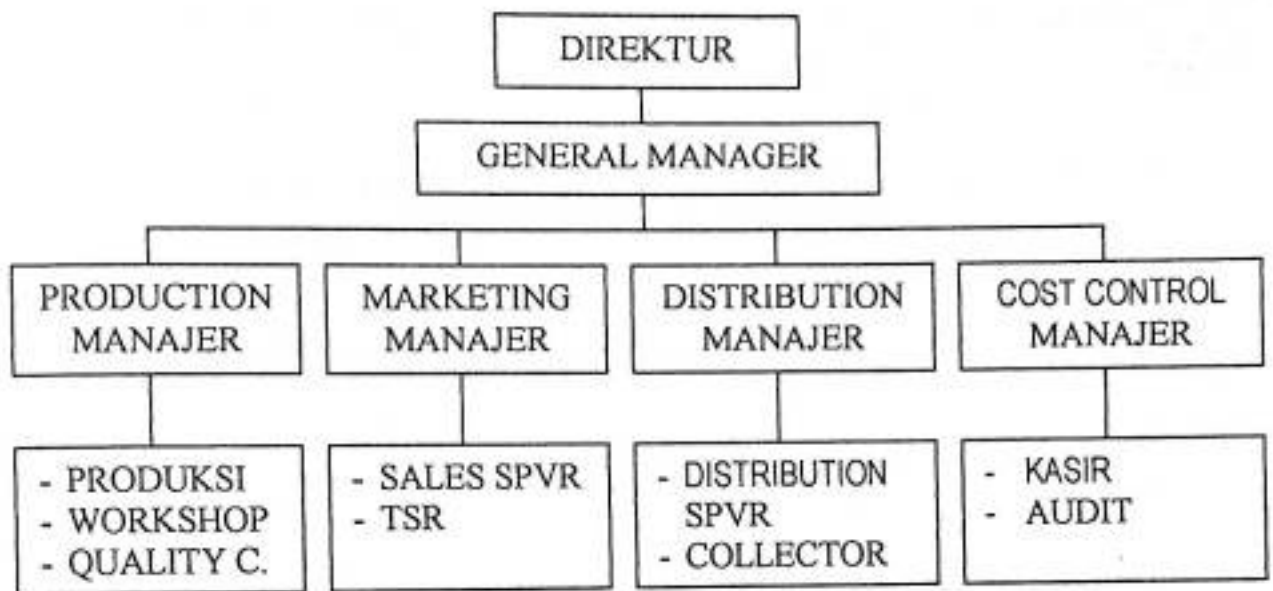 DIREKTUR
GENERAL MANAGER
PRODUCTION
MANAJER
MARKETING
MANAJER
DISTRIBUTION
MANAJER
COST CONTROL
MANAJER
- PRODUKSI
- WORKSHOP
- QUALITY C.
- SALES SPVR
- TSR
- DISTRIBUTION
SPVR
- COLLECTOR
- KASIR
- AUDIT